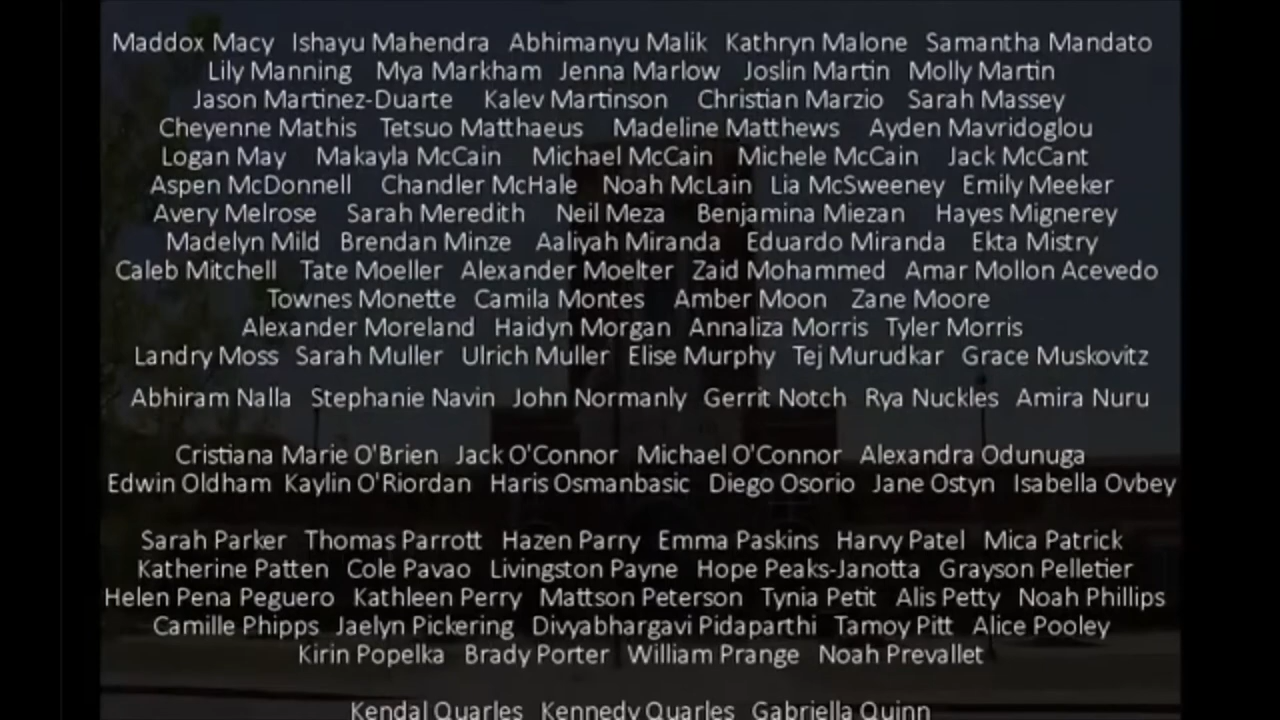 Maddox Macy Ishayu Mahendra Abhimanyu Malik Kathryn Malone Samantha Mandato
Lily Manning Mya Markham Jenna Marlow Joslin Martin Molly Martin
Jason Martinez-Duarte Kalev Martinson Christian Marzio Sarah Massey
Cheyenne Mathis Tetsuo Matthaeus Madeline Matthews Ayden Mavridoglou
Logan May Makayla McCain Michael McCain Michele McCain Jack McCant
Aspen McDonnell Chandler McHale Noah McLain Lia McSweeney Emily Meeker
Avery Melrose Sarah Meredith Neil Meza Benjamina Miezan Hayes Mignerey
Madelyn Mild Brendan Minze Aaliyah Miranda Eduardo Miranda Ekta Mistry
Caleb Mitchell Tate Moeller Alexander Moelter Zaid Mohammed Amar Mollon Acevedo
Townes Monette Camila Montes Amber Moon Zane Moore
Alexander Moreland Haidyn Morgan Annaliza Morris Tyler Morris
Landry Moss Sarah Muller Ulrich Muller Elise Murphy Tej Murudkar Grace Muskovitz
Abhiram Nalla Stephanie Navin John Normanly Gerrit Notch Rya Nuckles Amira Nuru
Cristiana Marie O'Brien Jack O'Connor Michael O'Connor Alexandra Odunuga
Edwin Oldham Kaylin O'Riordan Haris Osmanbasic Diego Osorio Jane Ostyn Isabella Ovbey
Sarah Parker Thomas Parrott Hazen Parry Emma Paskins Harvy Patel Mica Patrick
Katherine Patten Cole Pavao Livingston Payne Hope Peaks-Janotta Grayson Pelletier
Helen Pena Peguero Kathleen Perry Mattson Peterson Tynia Petit Alis Petty Noah Phillips
Camille Phipps Jaelyn Pickering Divyabhargavi Pidaparthi Tamoy Pitt Alice Pooley
Kirin Popelka Brady Porter William Prange Noah Prevallet
Kendal Quarles Kennedy Quarles Gabriella Quinn